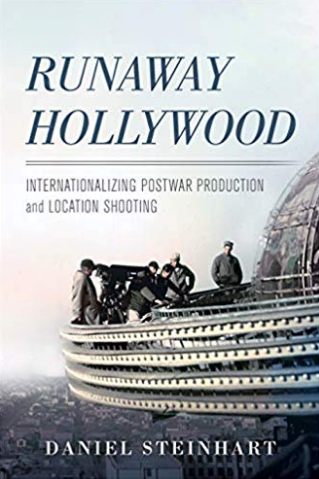 RUNAWAY
HOLLYWOOD
INTERNATIONALIZING POSTWAR PRODUCTION
and LOCATION SHOOTING
DANIEL STEINHART